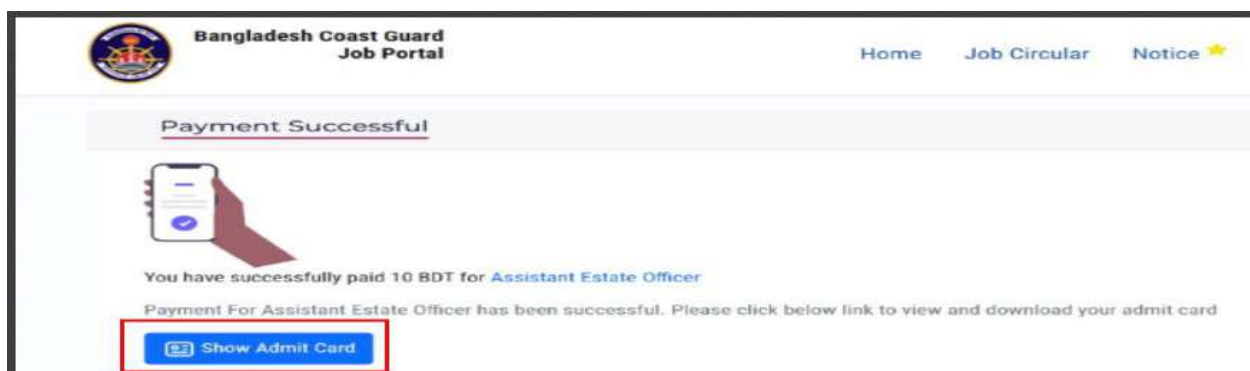 Bangladesh Coast Guard
Job Portal
Home Job Circular Notice
Payment Successful
You have successfully paid 10 BDT for Assistant Estate Officer
Payment For Assistant Estate Officer has been successful. Please click below link to view and download your admit card
Show Admit Card